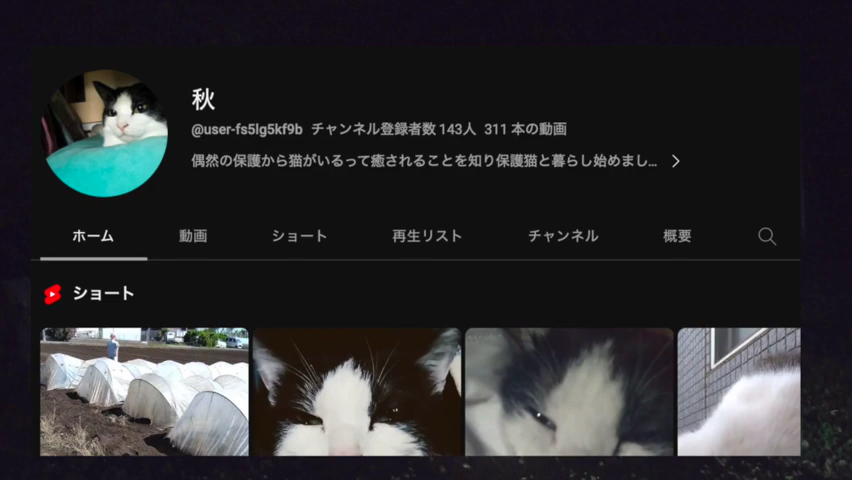 秋
@user-fs5lg5kf9b チャンネル登録者数 143人 311 本の動画
偶然の保護から猫がいるって癒されることを知り保護猫と暮らし始めまし...
ホーム 動画 ショート 再生リスト チャンネル 概要
ショート